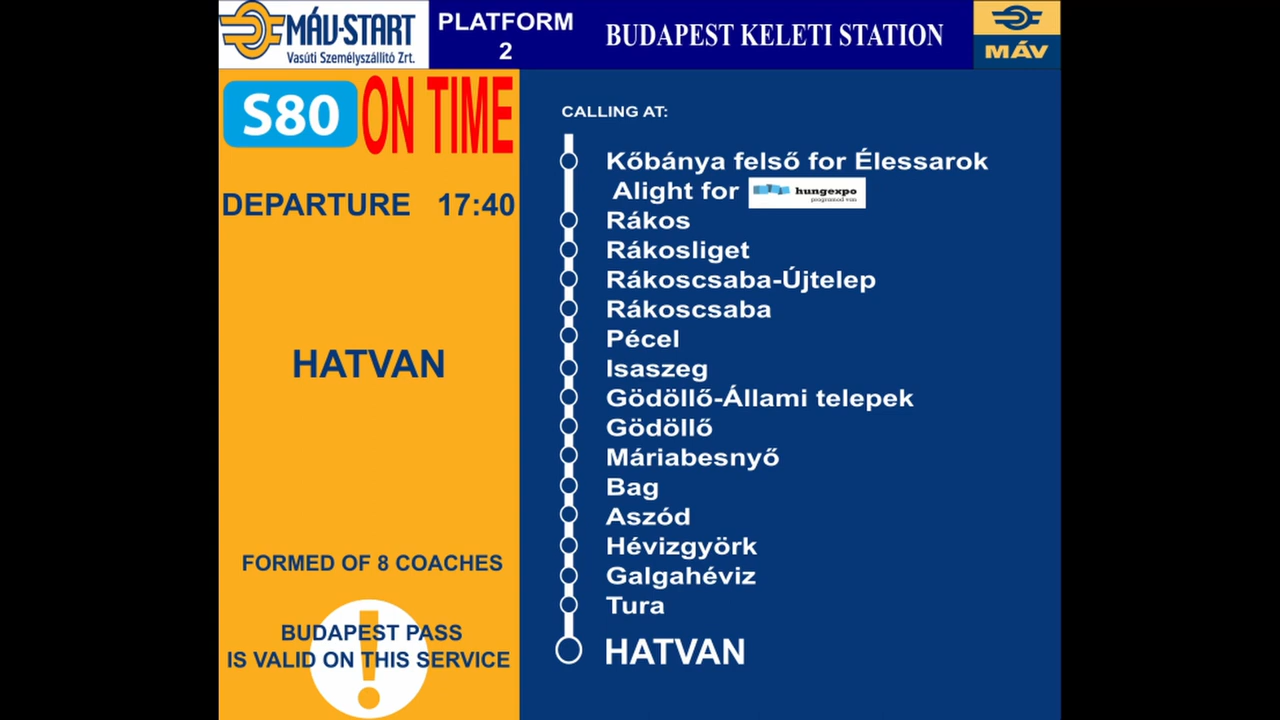 MÁV-START
Vasúti Személyszállító Zrt.
PLATFORM
2
BUDAPEST KELETI STATION
MÁV
S80
ON TIME
DEPARTURE 17:40
HATVAN
FORMED OF 8 COACHES
BUDAPEST PASS
IS VALID ON THIS SERVICE
CALLING AT:
Kőbánya felső for Élessarok
Alight for hungexpo
programod van
Rákos
Rákosliget
Rákoscsaba-Újtelep
Rákoscsaba
Pécel
Isaszeg
Gödöllő-Állami telepek
Gödöllő
Máriabesnyő
Bag
Aszód
Hévizgyörk
Galgahéviz
Tura
HATVAN